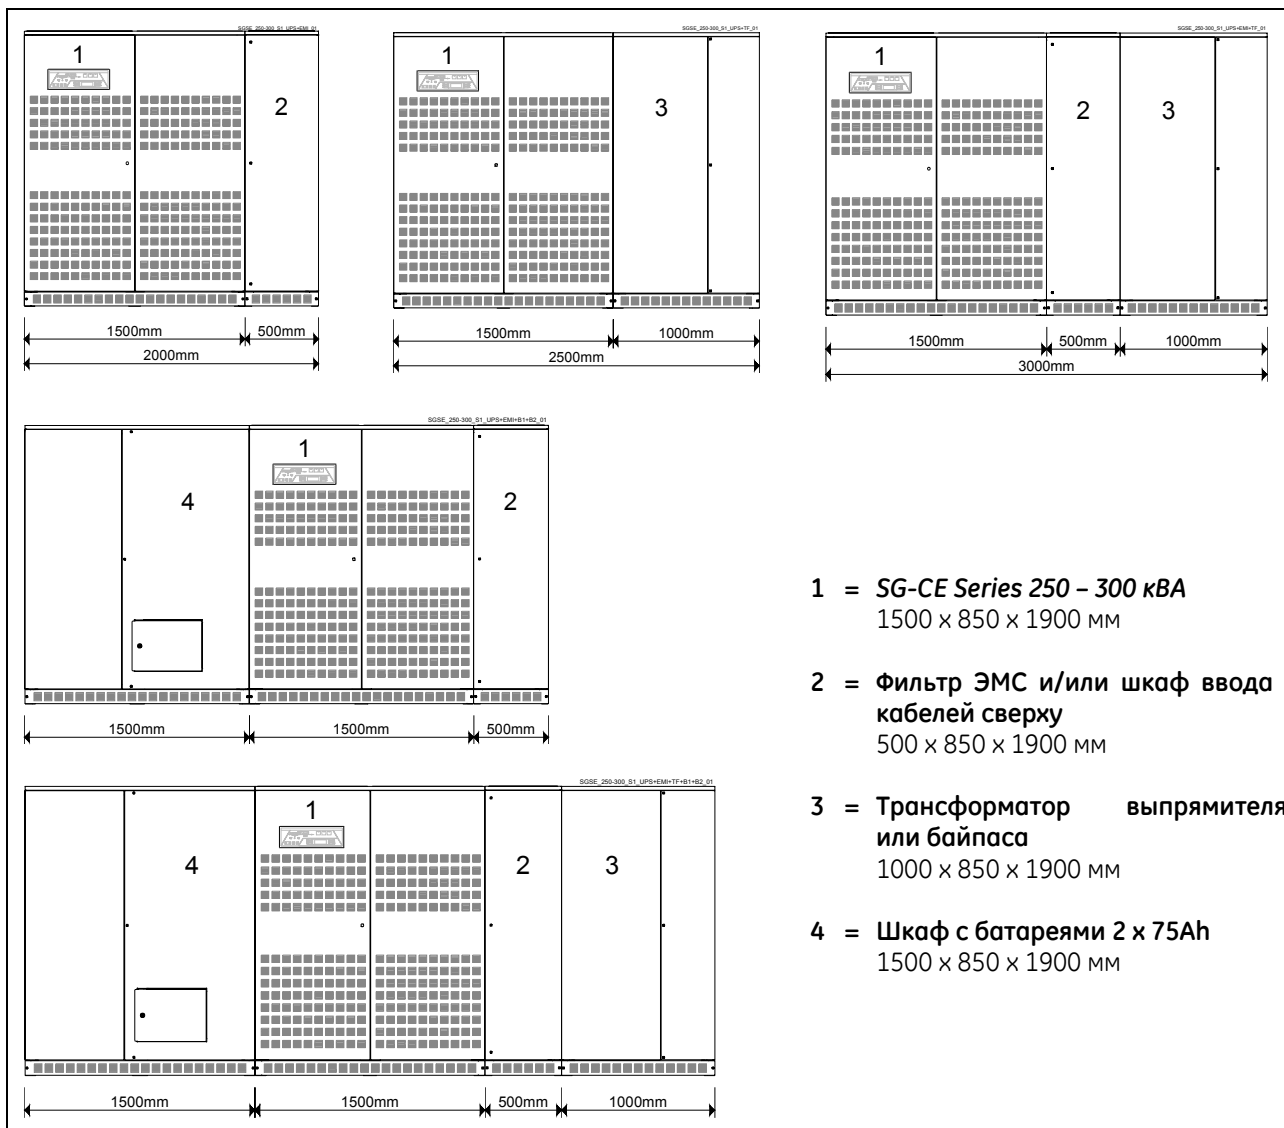 SGSE_250-300_S1_UPS+EMI_01
1
2
1500mm
500mm
2000mm
SGSE_250-300_S1_UPS+TF_01
1
3
1500mm
1000mm
2500mm
SGSE_250-300_S1_UPS+EMI+TF_01
1
2
3
1500mm
500mm
1000mm
3000mm
SGSE_250-300_S1_UPS+EMI+B1+B2_01
4
1
2
1500mm
1500mm
500mm
SGSE_250-300_S1_UPS+EMI+TF+B1+B2_01
4
1
2
3
1500mm
1500mm
500mm
1000mm
1 = SG-CE Series 250 – 300 кВА
1500 x 850 x 1900 мм
2 = Фильтр ЭМС и/или шкаф ввода
кабелей сверху
500 x 850 x 1900 мм
3 = Трансформатор выпрямителя
или байпаса
1000 x 850 x 1900 мм
4 = Шкаф с батареями 2 x 75Ah
1500 x 850 x 1900 мм